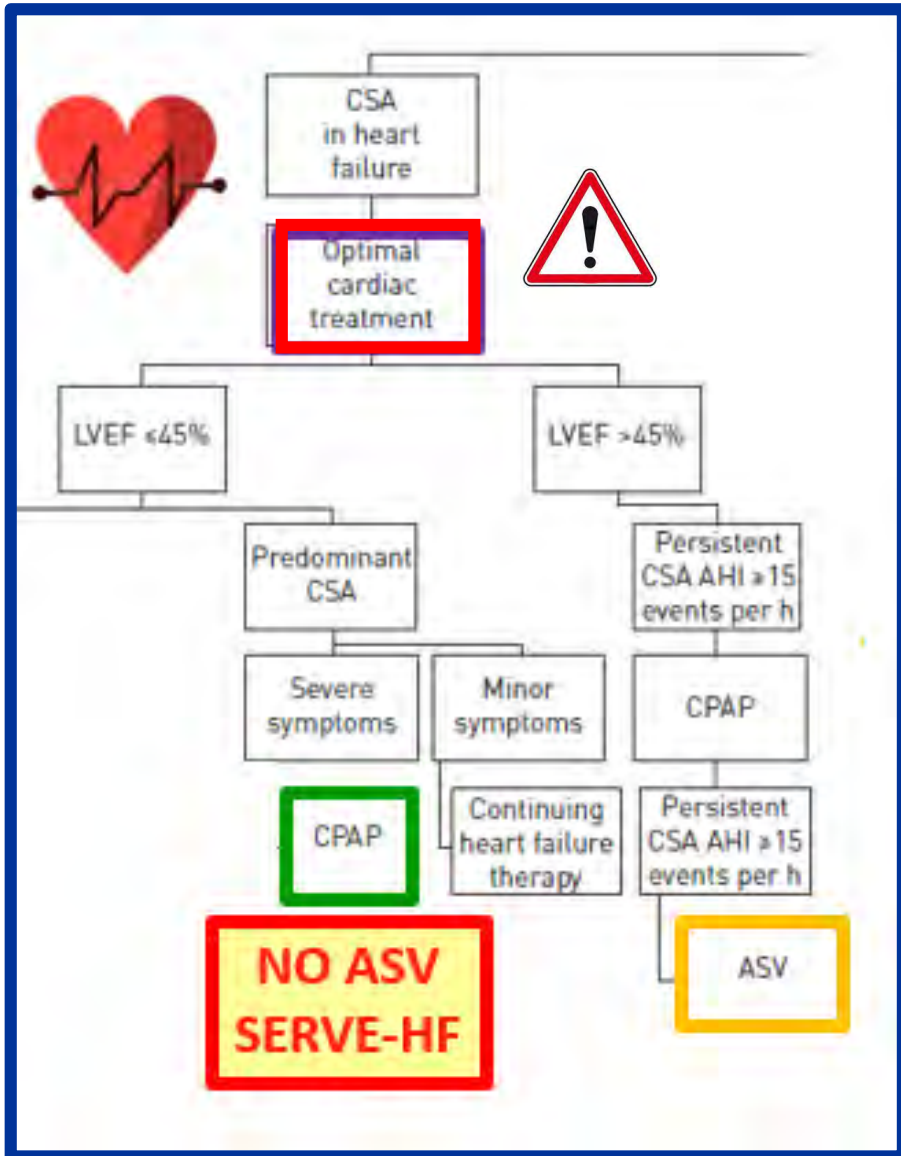 CSA
in heart
failure
Optimal
cardiac
treatment
LVEF ≤45%
LVEF >45%
Predominant
CSA
Persistent
CSA AHI ≥15
events per h
Severe
symptoms
Minor
symptoms
CPAP
CPAP
Continuing
heart failure
therapy
Persistent
CSA AHI ≥15
events per h
NO ASV
SERVE-HF
ASV